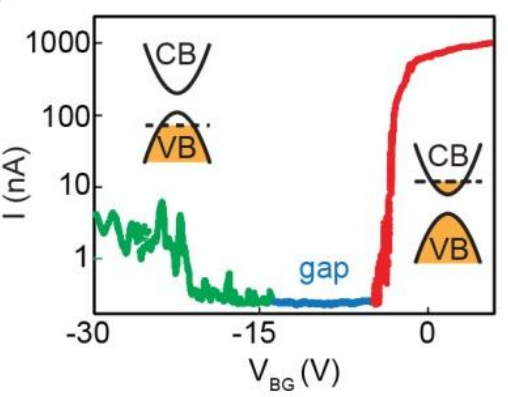 1000
100
10
1
I (nA)
CB
VB
CB
VB
gap
-30
-15
0
V_BG (V)